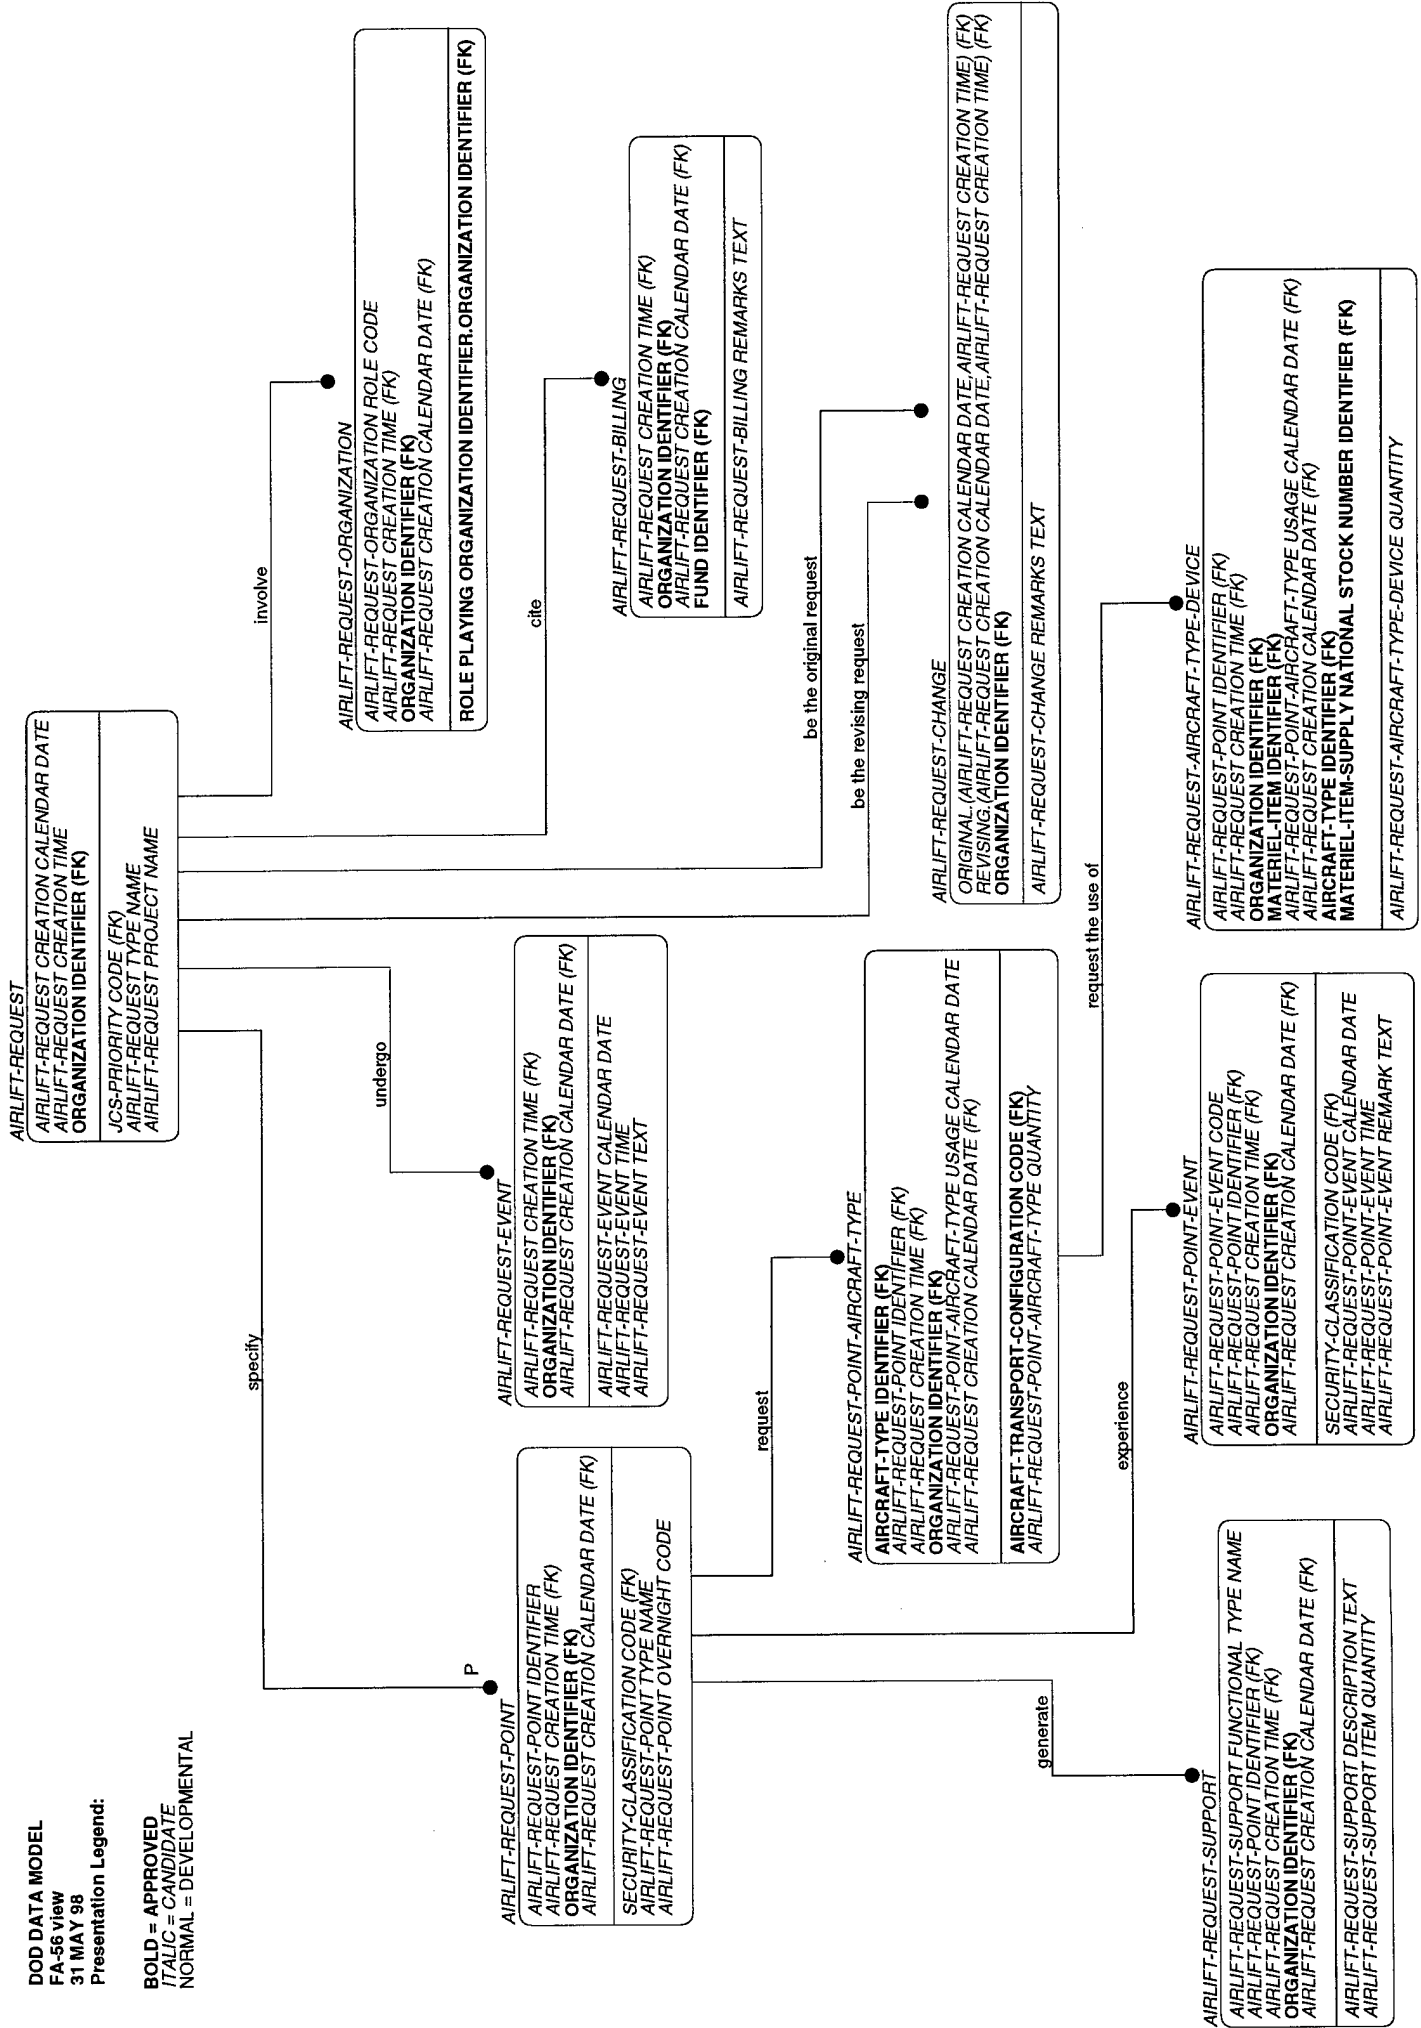 DOD DATA MODEL
FA-56 view
31 MAY 98
Presentation Legend:
BOLD = APPROVED
ITALIC = CANDIDATE
NORMAL = DEVELOPMENTAL
AIRLIFT-REQUEST
AIRLIFT-REQUEST CREATION CALENDAR DATE
AIRLIFT-REQUEST CREATION TIME
ORGANIZATION IDENTIFIER (FK)
JCS-PRIORITY CODE (FK)
AIRLIFT-REQUEST TYPE NAME
AIRLIFT-REQUEST PROJECT NAME
specify
undergo
involve
cite
be the original request
be the revising request
AIRLIFT-REQUEST-ORGANIZATION
AIRLIFT-REQUEST-ORGANIZATION ROLE CODE
AIRLIFT-REQUEST CREATION TIME (FK)
ORGANIZATION IDENTIFIER (FK)
AIRLIFT-REQUEST CREATION CALENDAR DATE (FK)
ROLE PLAYING ORGANIZATION IDENTIFIER.ORGANIZATION IDENTIFIER (FK)
P
AIRLIFT-REQUEST-POINT
AIRLIFT-REQUEST-POINT IDENTIFIER
AIRLIFT-REQUEST CREATION TIME (FK)
ORGANIZATION IDENTIFIER (FK)
AIRLIFT-REQUEST CREATION CALENDAR DATE (FK)
SECURITY-CLASSIFICATION CODE (FK)
AIRLIFT-REQUEST-POINT TYPE NAME
AIRLIFT-REQUEST-POINT OVERNIGHT CODE
AIRLIFT-REQUEST-EVENT
AIRLIFT-REQUEST CREATION TIME (FK)
ORGANIZATION IDENTIFIER (FK)
AIRLIFT-REQUEST CREATION CALENDAR DATE (FK)
AIRLIFT-REQUEST-EVENT CALENDAR DATE
AIRLIFT-REQUEST-EVENT TIME
AIRLIFT-REQUEST-EVENT TEXT
AIRLIFT-REQUEST-BILLING
AIRLIFT-REQUEST CREATION TIME (FK)
ORGANIZATION IDENTIFIER (FK)
AIRLIFT-REQUEST CREATION CALENDAR DATE (FK)
FUND IDENTIFIER (FK)
AIRLIFT-REQUEST-BILLING REMARKS TEXT
request
experience
generate
AIRLIFT-REQUEST-POINT-AIRCRAFT-TYPE
AIRCRAFT-TYPE IDENTIFIER (FK)
AIRLIFT-REQUEST-POINT IDENTIFIER (FK)
AIRLIFT-REQUEST CREATION TIME (FK)
ORGANIZATION IDENTIFIER (FK)
AIRLIFT-REQUEST-POINT-AIRCRAFT-TYPE USAGE CALENDAR DATE
AIRLIFT-REQUEST CREATION CALENDAR DATE (FK)
AIRCRAFT-TRANSPORT-CONFIGURATION CODE (FK)
AIRLIFT-REQUEST-POINT-AIRCRAFT-TYPE QUANTITY
AIRLIFT-REQUEST-CHANGE
ORIGINAL.(AIRLIFT-REQUEST CREATION CALENDAR DATE,AIRLIFT-REQUEST CREATION TIME) (FK)
REVISING.(AIRLIFT-REQUEST CREATION CALENDAR DATE,AIRLIFT-REQUEST CREATION TIME) (FK)
ORGANIZATION IDENTIFIER (FK)
AIRLIFT-REQUEST-CHANGE REMARKS TEXT
request the use of
AIRLIFT-REQUEST-SUPPORT
AIRLIFT-REQUEST-SUPPORT FUNCTIONAL TYPE NAME
AIRLIFT-REQUEST-POINT IDENTIFIER (FK)
AIRLIFT-REQUEST CREATION TIME (FK)
ORGANIZATION IDENTIFIER (FK)
AIRLIFT-REQUEST CREATION CALENDAR DATE (FK)
AIRLIFT-REQUEST-SUPPORT DESCRIPTION TEXT
AIRLIFT-REQUEST-SUPPORT ITEM QUANTITY
AIRLIFT-REQUEST-POINT-EVENT
AIRLIFT-REQUEST-POINT-EVENT CODE
AIRLIFT-REQUEST-POINT IDENTIFIER (FK)
AIRLIFT-REQUEST CREATION TIME (FK)
ORGANIZATION IDENTIFIER (FK)
AIRLIFT-REQUEST CREATION CALENDAR DATE (FK)
SECURITY-CLASSIFICATION CODE (FK)
AIRLIFT-REQUEST-POINT-EVENT CALENDAR DATE
AIRLIFT-REQUEST-POINT-EVENT TIME
AIRLIFT-REQUEST-POINT-EVENT REMARK TEXT
AIRLIFT-REQUEST-AIRCRAFT-TYPE-DEVICE
AIRLIFT-REQUEST-POINT IDENTIFIER (FK)
AIRLIFT-REQUEST CREATION TIME (FK)
ORGANIZATION IDENTIFIER (FK)
MATERIEL-ITEM IDENTIFIER (FK)
AIRLIFT-REQUEST-POINT-AIRCRAFT-TYPE USAGE CALENDAR DATE (FK)
AIRLIFT-REQUEST CREATION CALENDAR DATE (FK)
AIRCRAFT-TYPE IDENTIFIER (FK)
MATERIEL-ITEM-SUPPLY NATIONAL STOCK NUMBER IDENTIFIER (FK)
AIRLIFT-REQUEST-AIRCRAFT-TYPE-DEVICE QUANTITY